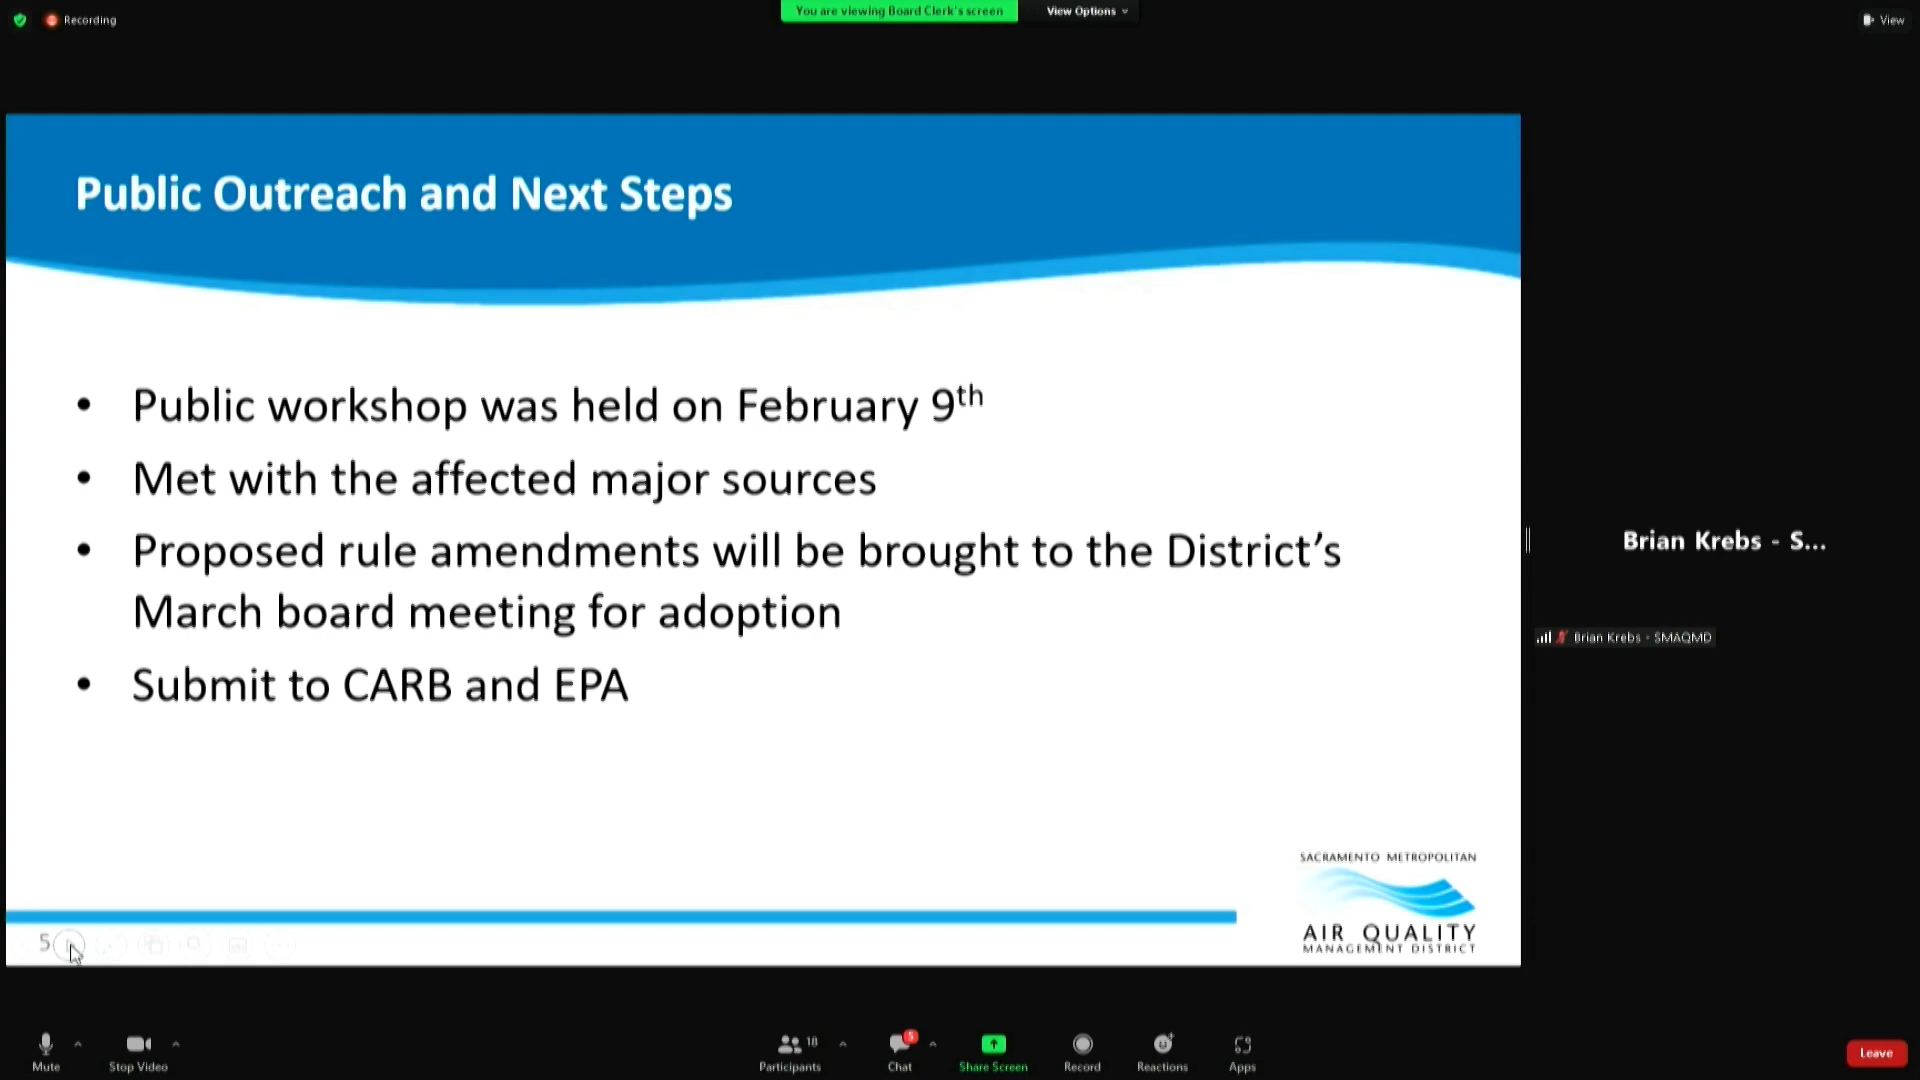 Recording
You are viewing Board Clerk's screen
View Options
View
Public Outreach and Next Steps
• Public workshop was held on February 9th
• Met with the affected major sources
• Proposed rule amendments will be brought to the District’s
March board meeting for adoption
• Submit to CARB and EPA
Brian Krebs - S...
Brian Krebs - SMAQMD
SACRAMENTO METROPOLITAN
AIR QUALITY
MANAGEMENT DISTRICT
5
Mute
Stop Video
18
Participants
5
Chat
Share Screen
Record
Reactions
Apps
Leave